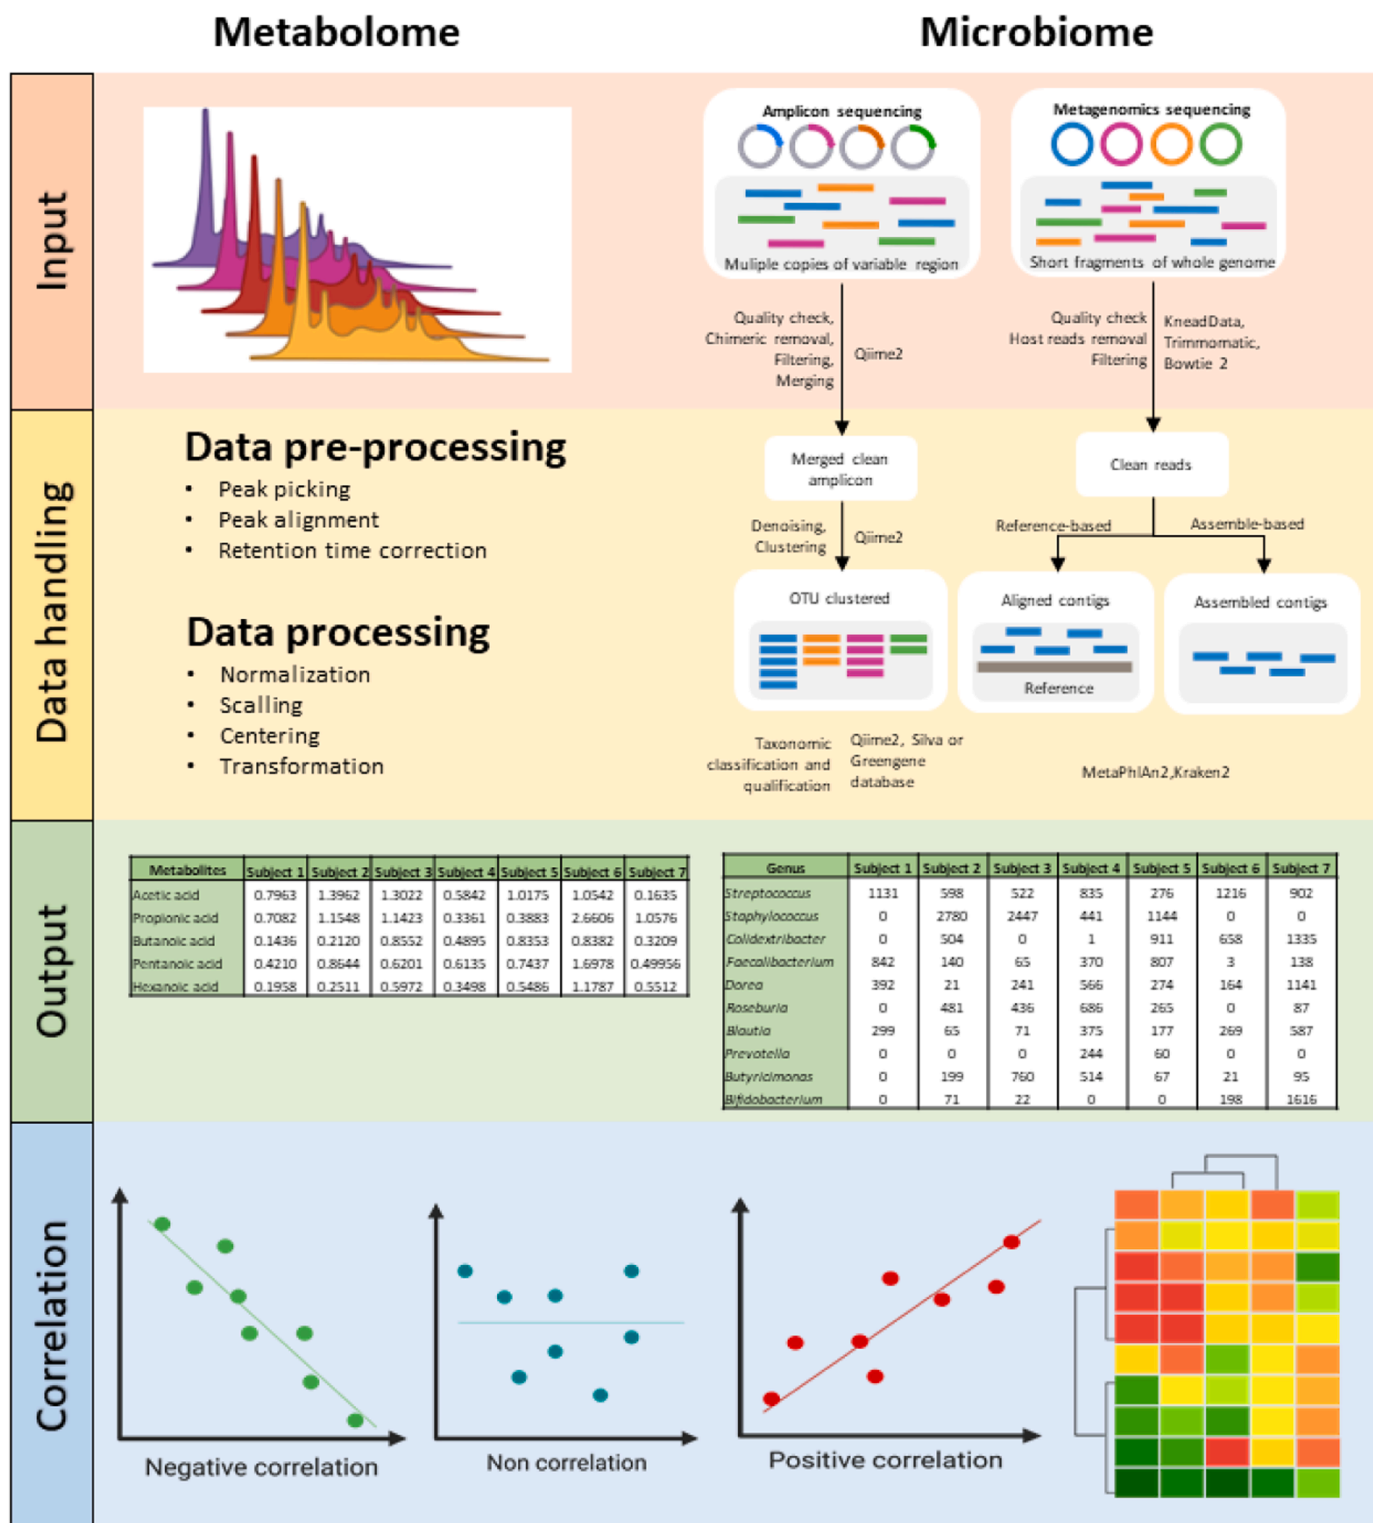 Metabolome
Microbiome
Input
Amplicon sequencing
Muliple copies of variable region
Metagenomics sequencing
Short fragments of whole genome
Quality check,
Chimeric removal,
Filtering,
Merging
Qiime2
Quality check
Host reads removal
Filtering
KneadData,
Trimmomatic,
Bowtie 2
Data handling
Data pre-processing
• Peak picking
• Peak alignment
• Retention time correction
Data processing
• Normalization
• Scalling
• Centering
• Transformation
Merged clean
amplicon
Denoising,
Clustering
Qiime2
OTU clustered
Taxonomic
classification and
qualification
Qiime2, Silva or
Greengene
database
Clean reads
Reference-based
Assemble-based
Aligned contigs
Reference
Assembled contigs
MetaPhlAn2,Kraken2
Output
Metabolites Subject 1 Subject 2 Subject 3 Subject 4 Subject 5 Subject 6 Subject 7
Acetic acid 0.7963 1.3962 1.3022 0.5842 1.0175 1.0542 0.1635
Propionic acid 0.7082 1.1548 1.1423 0.3361 0.3883 2.6606 1.0576
Butanoic acid 0.1436 0.2120 0.8552 0.4895 0.8353 0.8382 0.3209
Pentanoic acid 0.4210 0.8644 0.6201 0.6135 0.7437 1.6978 0.49956
Hexanoic acid 0.1958 0.2511 0.5972 0.3498 0.5486 1.1787 0.5512
Genus Subject 1 Subject 2 Subject 3 Subject 4 Subject 5 Subject 6 Subject 7
Streptococcus 1131 598 522 835 276 1216 902
Staphylococcus 0 2780 2447 441 1144 0 0
Colidextribacter 0 504 0 1 911 658 1335
Faecalibacterium 842 140 65 370 807 3 138
Dorea 392 21 241 566 274 164 1141
Roseburia 0 481 436 686 265 0 87
Blautia 299 65 71 375 177 269 587
Prevotella 0 0 0 244 60 0 0
Butyricimonas 0 199 760 514 67 21 95
Bifidobacterium 0 71 22 0 0 198 1616
Correlation
Negative correlation
Non correlation
Positive correlation